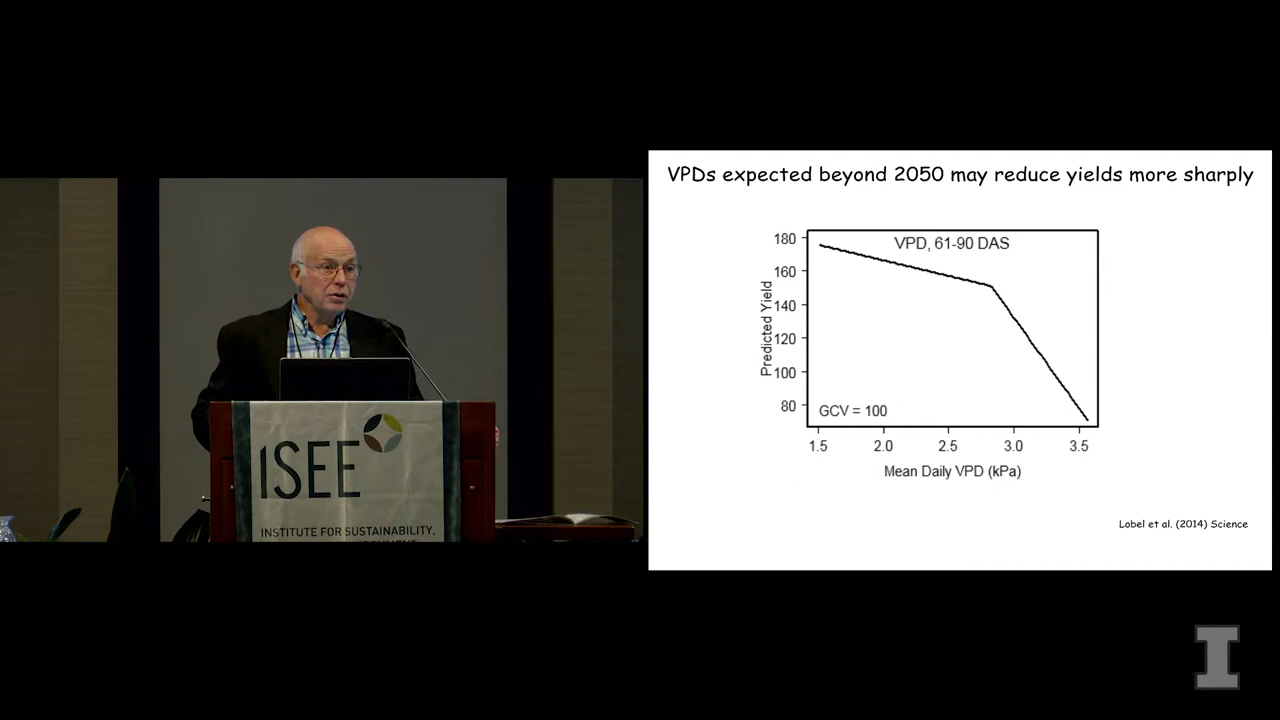 VPDs expected beyond 2050 may reduce yields more sharply
VPD, 61-90 DAS
Predicted Yield
180
160
140
120
100
80
GCV = 100
1.5 2.0 2.5 3.0 3.5
Mean Daily VPD (kPa)
Lobel et al. (2014) Science
ISEE
INSTITUTE FOR SUSTAINABILITY,
I